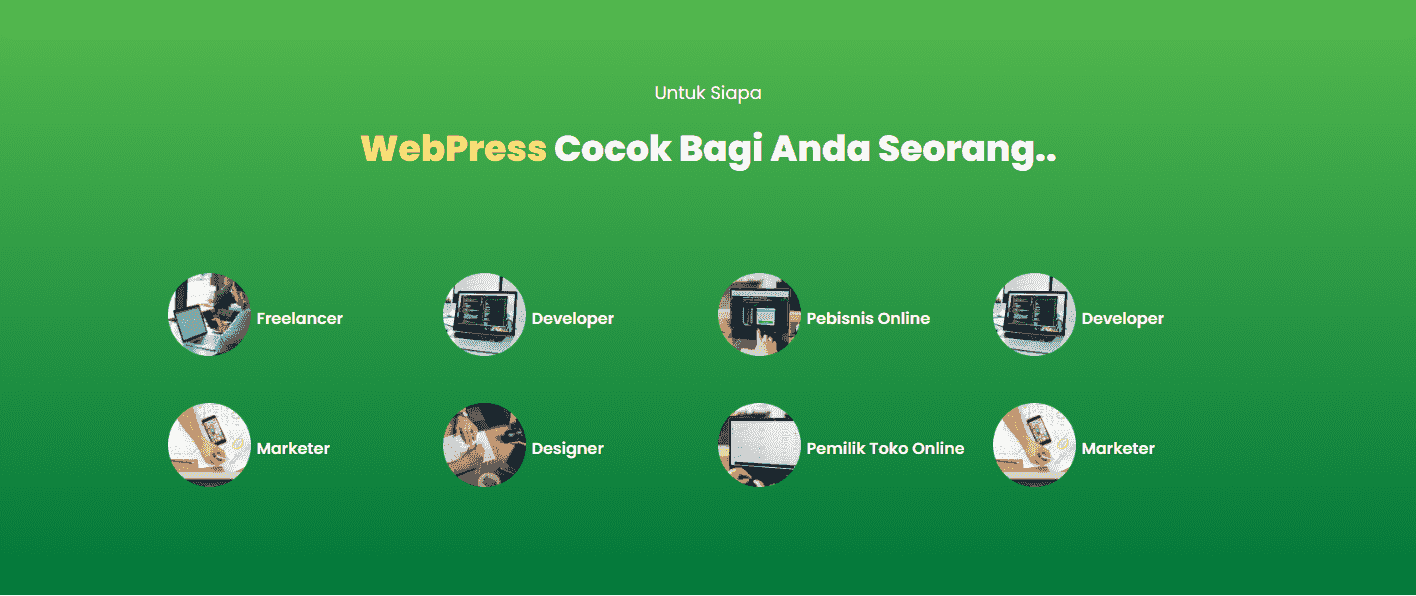 Untuk Siapa
WebPress Cocok Bagi Anda Seorang..
Freelancer
Developer
Pebisnis Online
Developer
Marketer
Designer
Pemilik Toko Online
Marketer